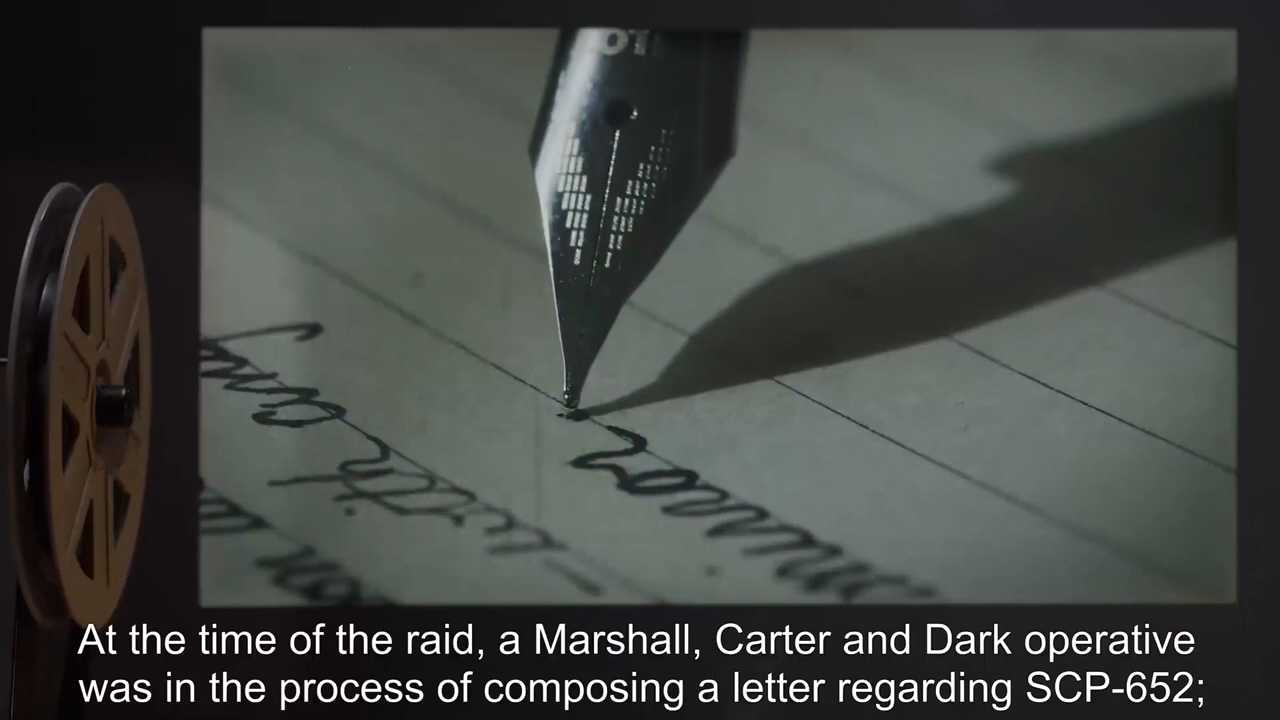 At the time of the raid, a Marshall, Carter and Dark operative
was in the process of composing a letter regarding SCP-652;